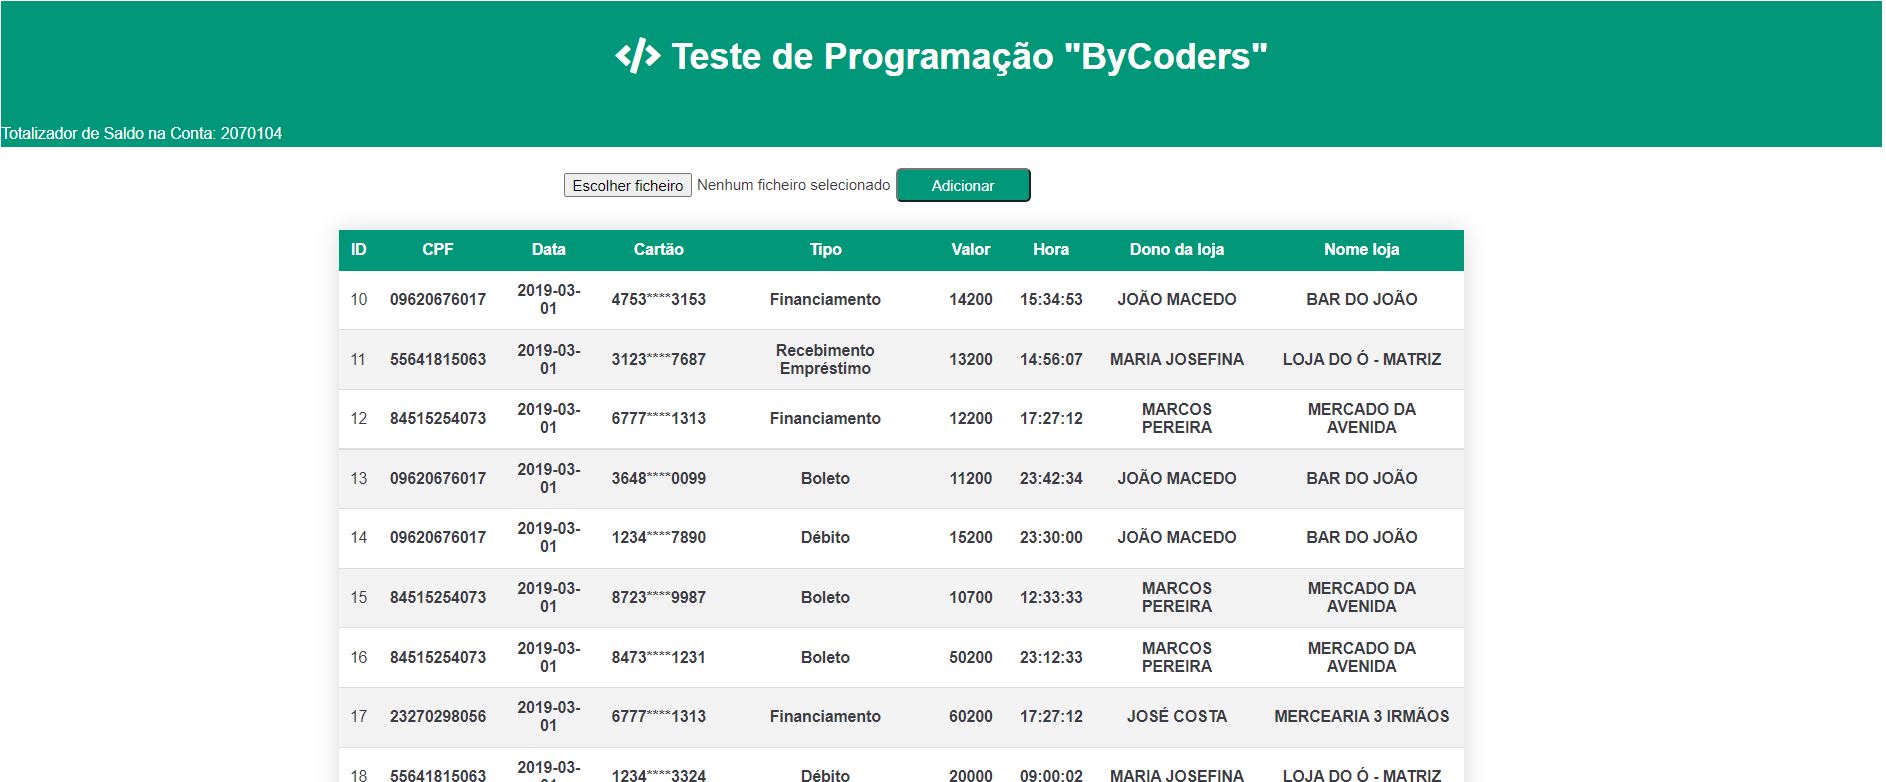 </> Teste de Programação "ByCoders"
Totalizador de Saldo na Conta: 2070104
Escolher ficheiro Nenhum ficheiro selecionado Adicionar
ID CPF Data Cartão Tipo Valor Hora Dono da loja Nome loja
10 09620676017 2019-03-01 4753****3153 Financiamento 14200 15:34:53 JOÃO MACEDO BAR DO JOÃO
11 55641815063 2019-03-01 3123****7687 Recebimento Empréstimo 13200 14:56:07 MARIA JOSEFINA LOJA DO Ó - MATRIZ
12 84515254073 2019-03-01 6777****1313 Financiamento 12200 17:27:12 MARCOS PEREIRA MERCADO DA AVENIDA
13 09620676017 2019-03-01 3648****0099 Boleto 11200 23:42:34 JOÃO MACEDO BAR DO JOÃO
14 09620676017 2019-03-01 1234****7890 Débito 15200 23:30:00 JOÃO MACEDO BAR DO JOÃO
15 84515254073 2019-03-01 8723****9987 Boleto 10700 12:33:33 MARCOS PEREIRA MERCADO DA AVENIDA
16 84515254073 2019-03-01 8473****1231 Boleto 50200 23:12:33 MARCOS PEREIRA MERCADO DA AVENIDA
17 23270298056 2019-03-01 6777****1313 Financiamento 60200 17:27:12 JOSÉ COSTA MERCEARIA 3 IRMÃOS
18 55641815063 2019-03-01 1234****3324 Débito 20000 09:00:02 MARIA JOSEFINA LOJA DO Ó - MATRIZ